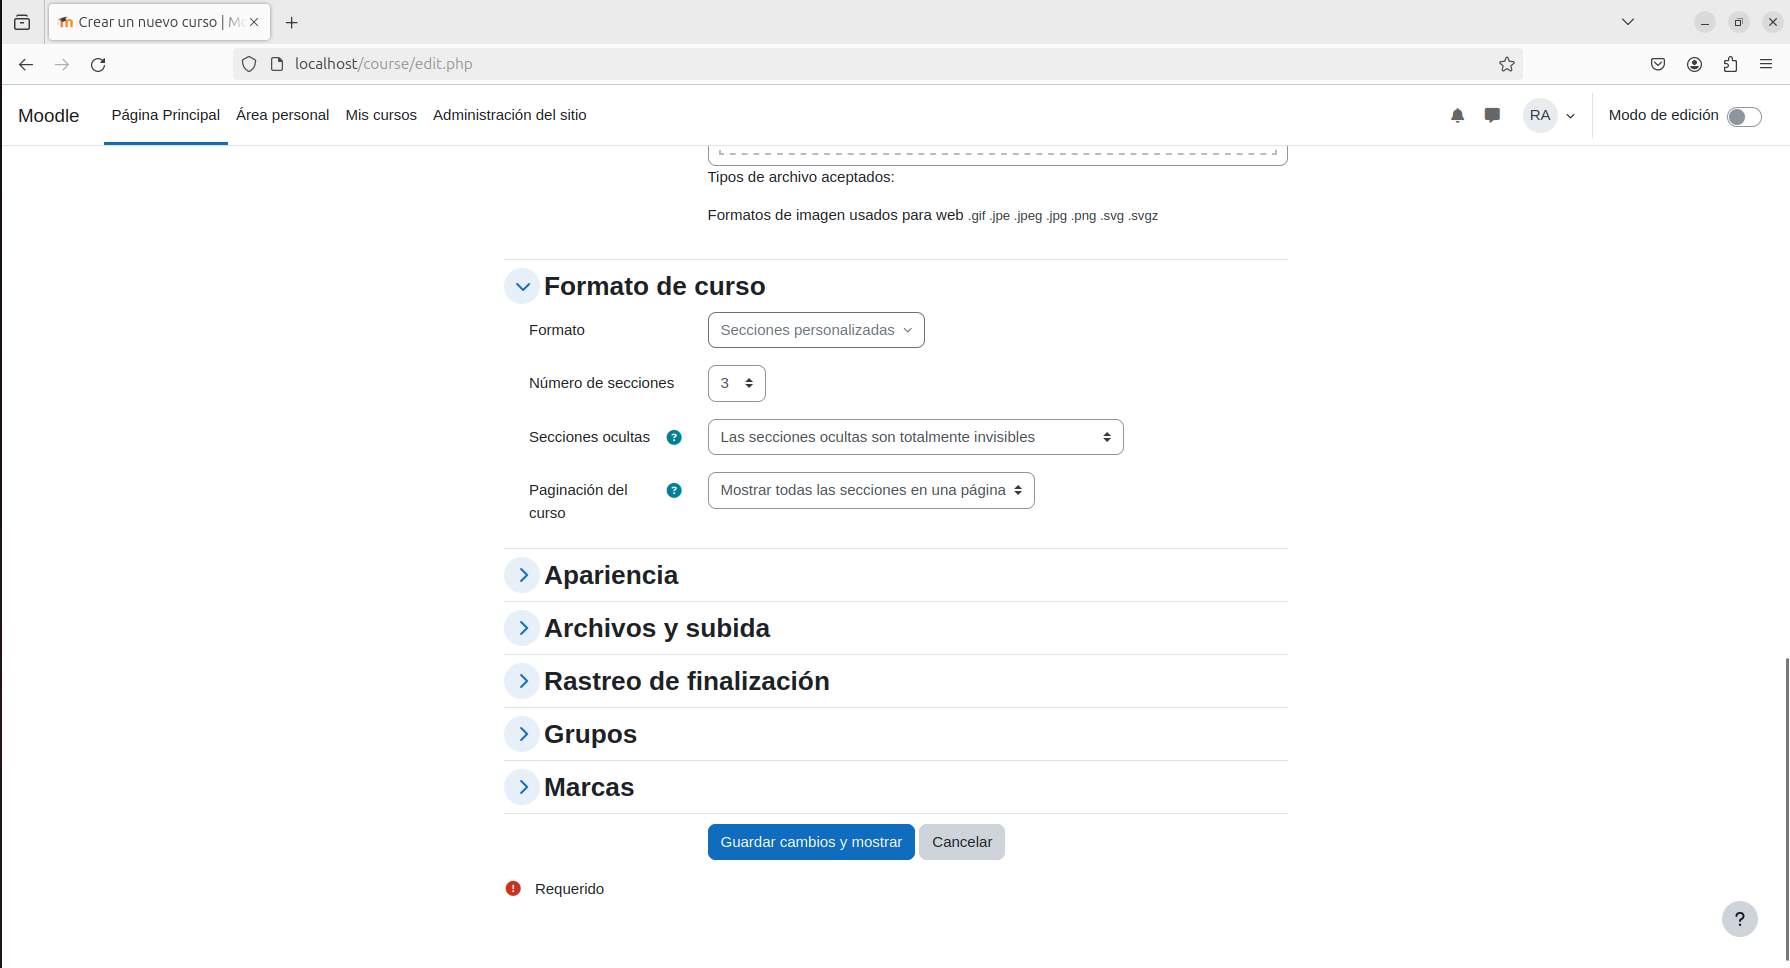 Crear un nuevo curso | Mo
localhost/course/edit.php
Moodle Página Principal Área personal Mis cursos Administración del sitio RA Modo de edición
Tipos de archivo aceptados:
Formatos de imagen usados para web .gif .jpe .jpeg .jpg .png .svg .svgz
Formato de curso
Formato Secciones personalizadas
Número de secciones 3
Secciones ocultas ? Las secciones ocultas son totalmente invisibles
Paginación del ? Mostrar todas las secciones en una página
curso
Apariencia
Archivos y subida
Rastreo de finalización
Grupos
Marcas
Guardar cambios y mostrar Cancelar
! Requerido
?